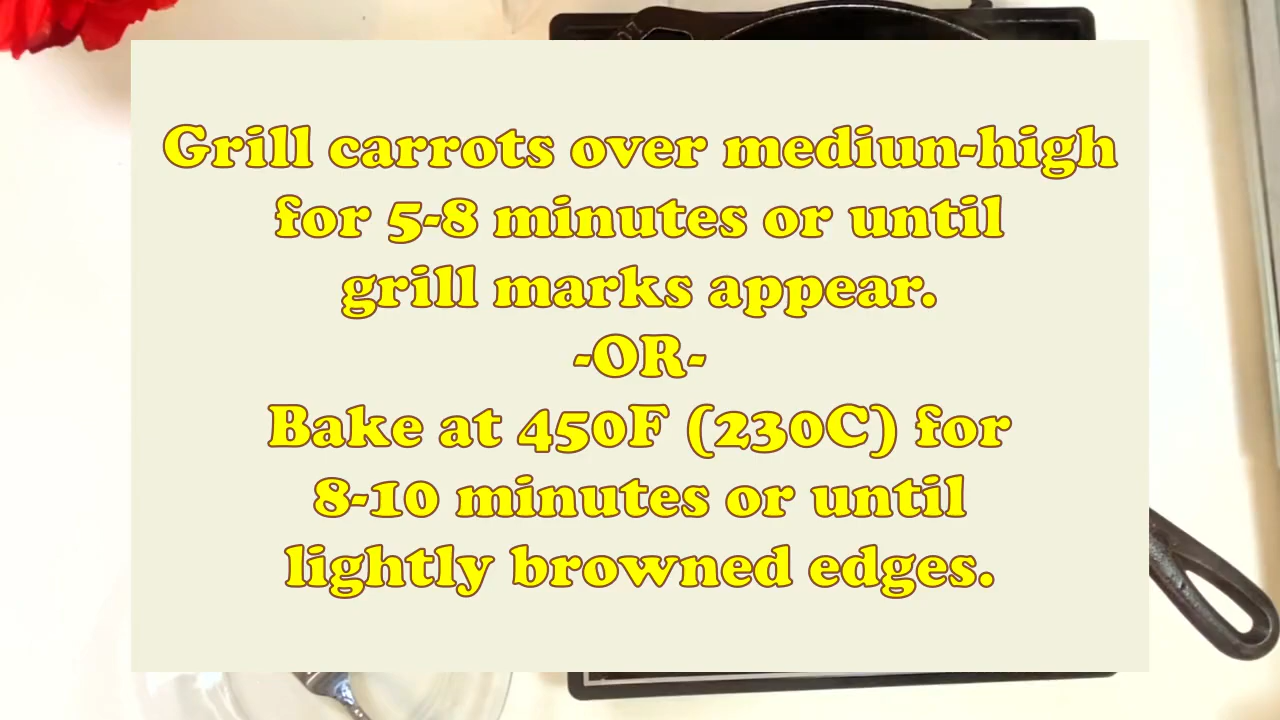 Grill carrots over mediun-high
for 5-8 minutes or until
grill marks appear.
-OR-
Bake at 450F (230C) for
8-10 minutes or until
lightly browned edges.